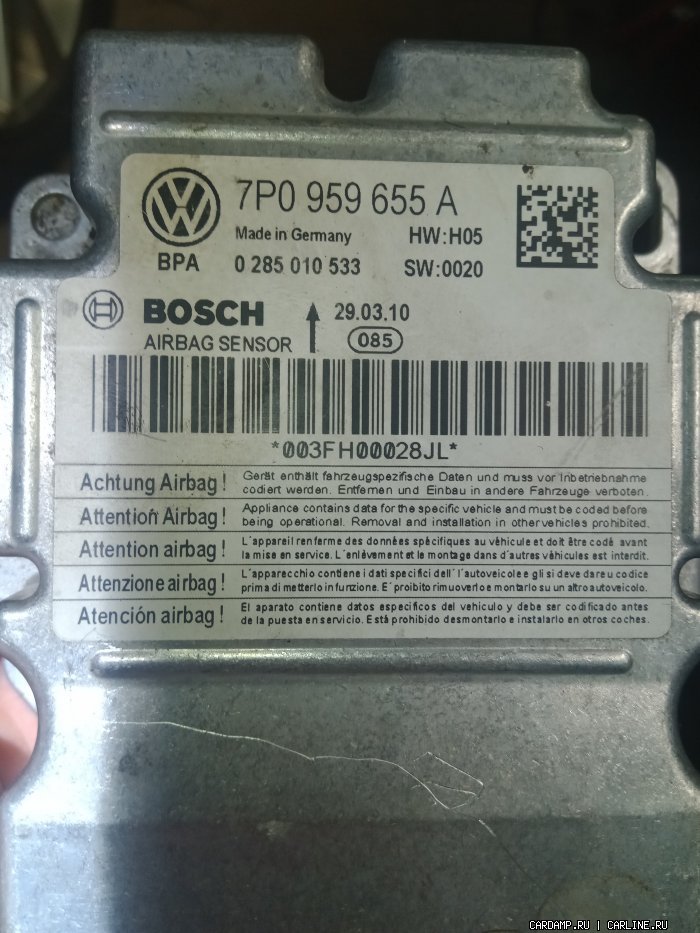 7P0 959 655 A
Made in Germany HW:H05
BPA 0 285 010 533 SW:0020
BOSCH 29.03.10
AIRBAG SENSOR 085
*003FH00028JL*
Achtung Airbag! Gerät enthält fahrzeugspezifische Daten und muss vor Inbetriebnahme
codiert werden. Entfernen und Einbau in andere Fahrzeuge verboten.
Attention Airbag! Appliance contains data for the specific vehicle and must be coded before
being operational. Removal and installation in other vehicles prohibited.
Attention airbag! L'appareil renferme des données spécifiques au véhicule et doit être codé avant
la mise en service. L'enlèvement et le montage dans d'autres véhicules est interdit.
Attenzione airbag! L'apparecchio contiene i dati specifici dell' l'autoveicolo e gli si deve dare u codice
prima di metterlo in funzione. E' proibito rimuoverlo e montarlo su un altro autoveicolo.
Atención airbag! El aparato contiene datos especificos del vehiculo y debe ser codificado antes
de la puesta en servicio. Está prohibido desmontarlo e instalarlo en otros coches.
CARDAMP.RU | CARLINE.RU